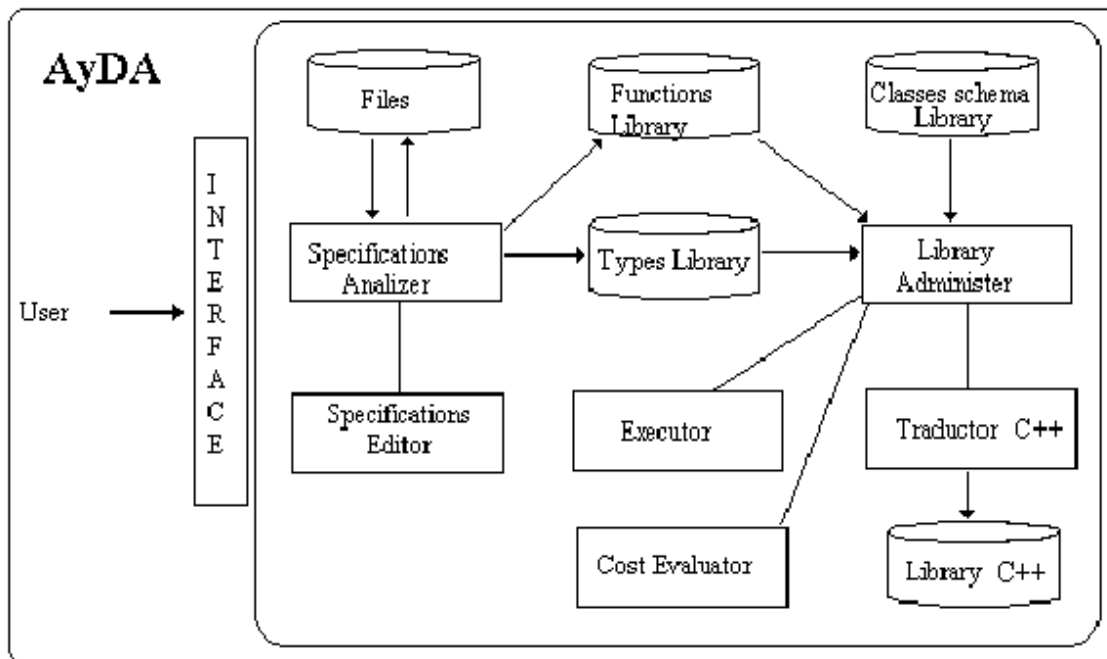 AyDA
Files
Functions
Library
Classes schema
Library
INTERFACE
Specifications
Analizer
Types Library
Library
Administer
User
Specifications
Editor
Executor
Traductor C++
Cost Evaluator
Library C++